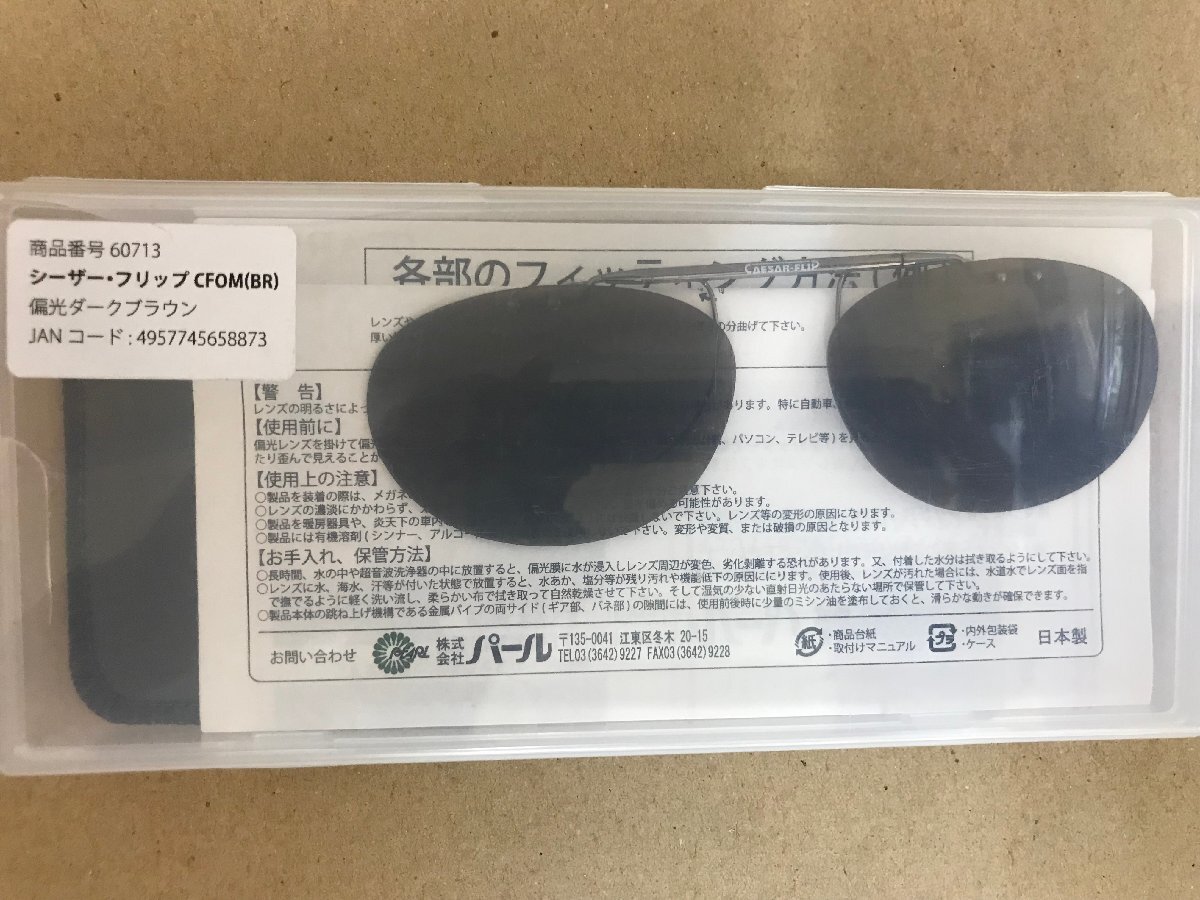 商品番号 60713
シーザー・フリップ CFOM(BR)
偏光ダークブラウン
JAN コード : 4957745658873
各部のフィッティング方法
CAESAR-FLIP
レンズや
の分曲げて下さい。
厚い
【警 告】
レンズの明るさによっ
あります。特に自動車、
【使用前に】
偏光レンズを掛けて偏光
、パソコン、テレビ等) を見
たり歪んで見えることが
【使用上の注意】
○製品を装着の際は、メガネ
意下さい。
○レンズの濃淡にかかわらず、
可能性があります。
○製品を暖房器具や、炎天下の車内
ないで下さい。レンズ等の変形の原因になります。
○製品には有機溶剤 ( シンナー、アルコー
下さい。変形や変質、または破損の原因となります。
【お手入れ、保管方法】
○長時間、水の中や超音波洗浄器の中に放置すると、偏光膜に水が浸入しレンズ周辺が変色、劣化剥離する恐れがあります。又、付着した水分は拭き取るようにして下さい。
○レンズに水、海水、汗等が付いた状態で放置すると、水あか、塩分等が残り汚れや機能低下の原因にになります。使用後、レンズが汚れた場合には、水道水でレンズ面を指
で撫でるように軽く洗い流し、柔らかい布で拭き取って自然乾燥させて下さい。そして湿気の少ない直射日光のあたらない場所で保管して下さい。
○製品本体の跳ね上げ機構である金属パイプの両サイド ( ギア部、バネ部 ) の隙間には、使用前後時に少量のミシン油を塗布しておくと、滑らかな動きが確保できます。
お問い合わせ
PEARL
株式会社 パール
〒135-0041 江東区冬木 20-15
TEL03(3642)9227 FAX03(3642)9228
紙
・商品台紙
・取付けマニュアル
プラ
・内外包装袋
・ケース
日本製